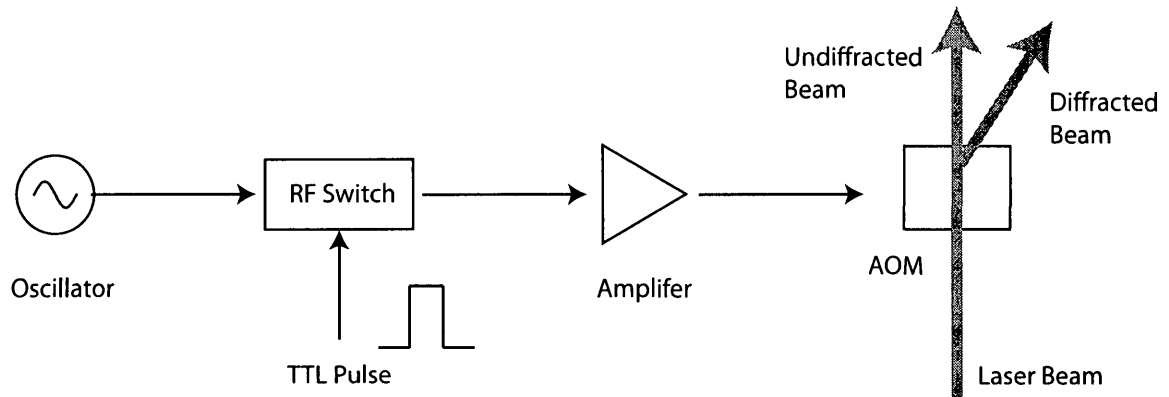 Undiffracted
Beam
Diffracted
Beam
RF Switch
Oscillator
Amplifer
AOM
TTL Pulse
Laser Beam